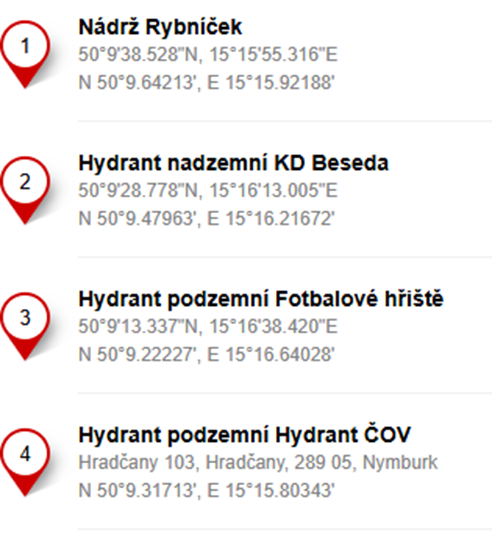 1
Nádrž Rybníček
50°9'38.528"N, 15°15'55.316"E
N 50°9.64213', E 15°15.92188'
2
Hydrant nadzemní KD Beseda
50°9'28.778"N, 15°16'13.005"E
N 50°9.47963', E 15°16.21672'
3
Hydrant podzemní Fotbalové hřiště
50°9'13.337"N, 15°16'38.420"E
N 50°9.22227', E 15°16.64028'
4
Hydrant podzemní Hydrant ČOV
Hradčany 103, Hradčany, 289 05, Nymburk
N 50°9.31713', E 15°15.80343'